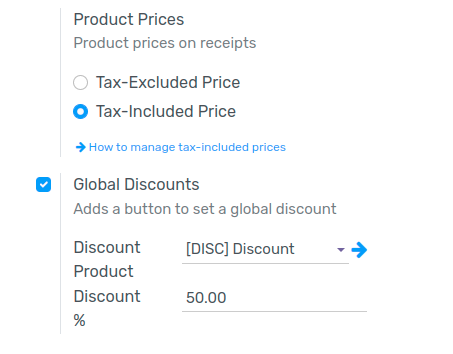 Product Prices
Product prices on receipts
Tax-Excluded Price
Tax-Included Price
How to manage tax-included prices
Global Discounts
Adds a button to set a global discount
Discount
Product
[DISC] Discount
Discount
%
50.00